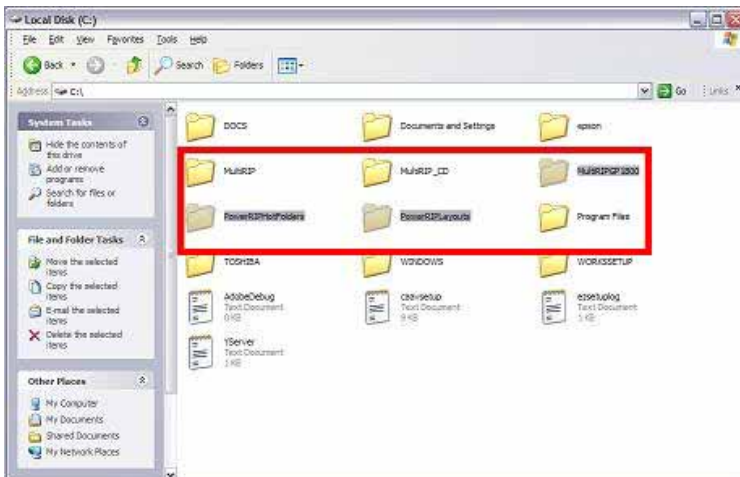 Local Disk (C:)
File Edit View Favorites Tools Help
Back Search Folders
Address C:\ Go Links
System Tasks
Hide the contents of
this drive
Add or remove
programs
Search for files or
folders
File and Folder Tasks
Move the selected
items
Copy the selected
items
E-mail the selected
items
Delete the selected
items
Other Places
My Computer
My Documents
Shared Documents
My Network Places
DOCS Documents and Settings epson
MultiRIP MultiRIP_CD MultiRIPGP1800
PowerRIPHotFolders PowerRIPLayouts Program Files
TOSHIBA WINDOWS WORKSSETUP
AdobeDebug csavsetup ezsetuplog
Text Document Text Document Text Document
0 KB 9 KB 1 KB
YServer
Text Document
1 KB